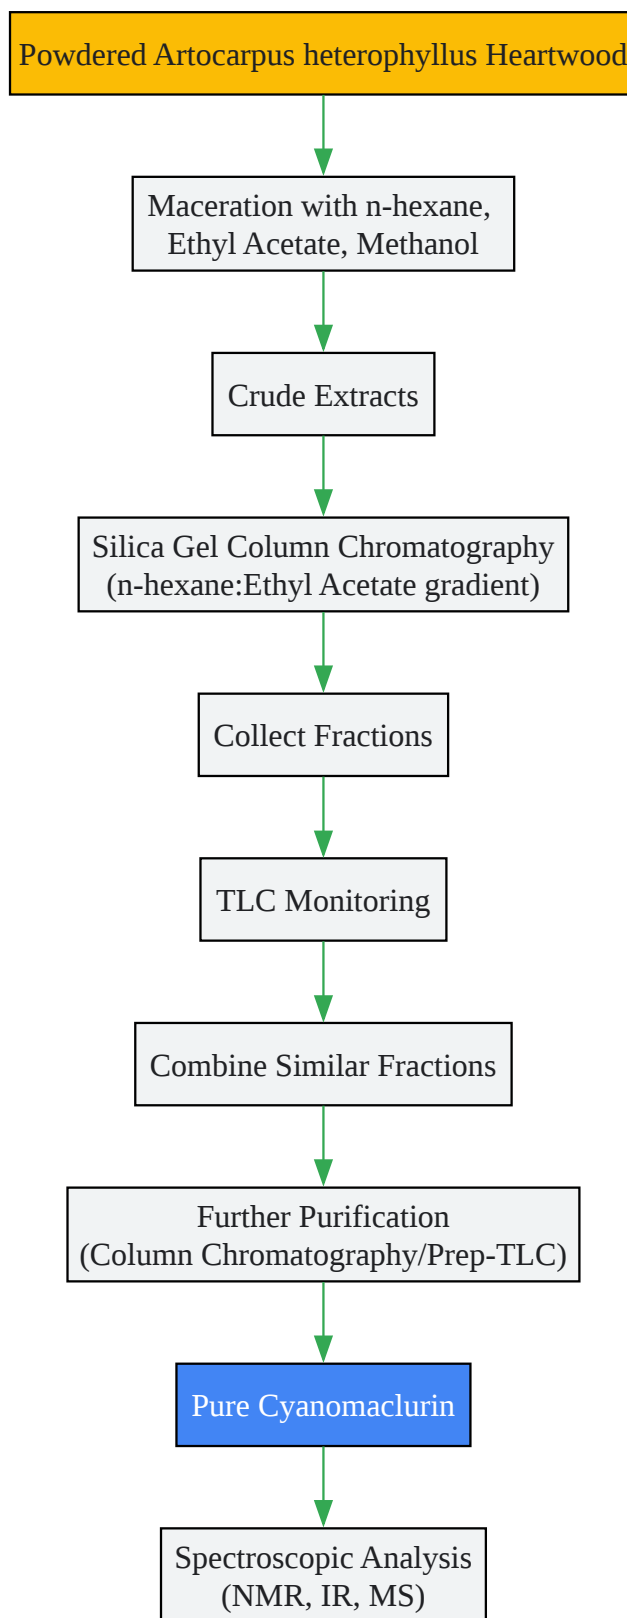 Powdered Artocarpus heterophyllus Heartwood
Maceration with n-hexane,
Ethyl Acetate, Methanol
Crude Extracts
Silica Gel Column Chromatography
(n-hexane:Ethyl Acetate gradient)
Collect Fractions
TLC Monitoring
Combine Similar Fractions
Further Purification
(Column Chromatography/Prep-TLC)
Pure Cyanomaclurin
Spectroscopic Analysis
(NMR, IR, MS)